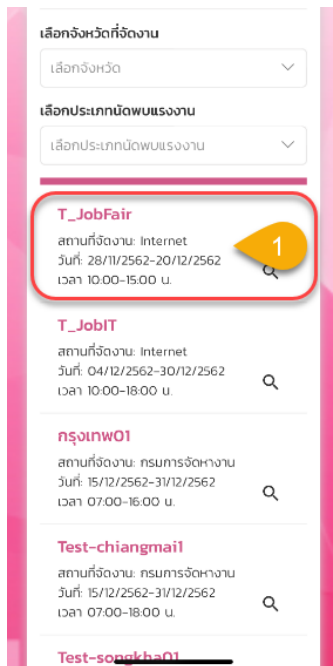 เลือกจังหวัดที่จัดงาน
เลือกจังหวัด
เลือกประเภทนัดพบแรงงาน
เลือกประเภทนัดพบแรงงาน
T_JobFair
สถานที่จัดงาน: Internet
วันที่: 28/11/2562-20/12/2562
เวลา 10:00-15:00 น.
1
T_JobIT
สถานที่จัดงาน: Internet
วันที่: 04/12/2562-30/12/2562
เวลา 10:00-18:00 น.
กรุงเทพ01
สถานที่จัดงาน: กรมการจัดหางาน
วันที่: 15/12/2562-31/12/2562
เวลา 07:00-16:00 น.
Test-chiangmai1
สถานที่จัดงาน: กรมการจัดหางาน
วันที่: 15/12/2562-31/12/2562
เวลา 07:00-18:00 น.
Test-songkha01